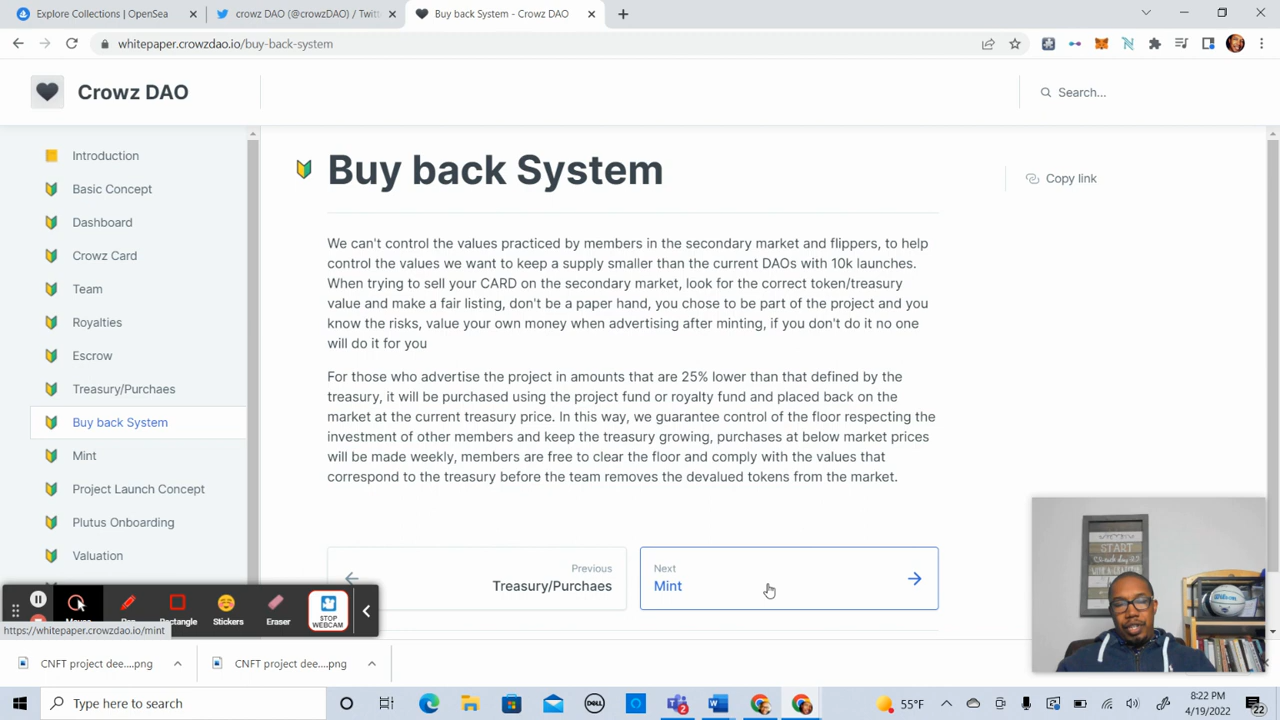 Explore Collections | OpenSea
crowz DAO (@crowzDAO) / Twitt
Buy back System - Crowz DAO
whitepaper.crowzdao.io/buy-back-system
Crowz DAO
Search...
Introduction
Basic Concept
Dashboard
Crowz Card
Team
Royalties
Escrow
Treasury/Purchaes
Buy back System
Mint
Project Launch Concept
Plutus Onboarding
Valuation
Buy back System
Copy link
We can't control the values practiced by members in the secondary market and flippers, to help
control the values we want to keep a supply smaller than the current DAOs with 10k launches.
When trying to sell your CARD on the secondary market, look for the correct token/treasury
value and make a fair listing, don't be a paper hand, you chose to be part of the project and you
know the risks, value your own money when advertising after minting, if you don't do it no one
will do it for you
For those who advertise the project in amounts that are 25% lower than that defined by the
treasury, it will be purchased using the project fund or royalty fund and placed back on the
market at the current treasury price. In this way, we guarantee control of the floor respecting the
investment of other members and keep the treasury growing, purchases at below market prices
will be made weekly, members are free to clear the floor and comply with the values that
correspond to the treasury before the team removes the devalued tokens from the market.
Previous
Treasury/Purchaes
Next
Mint
START
Pen
Rectangle
Stickers
Eraser
STOP
WEBCAM
https://whitepaper.crowzdao.io/mint
CNFT project dee....png
CNFT project dee....png
Type here to search
DELL
55°F
8:22 PM
4/19/2022
22